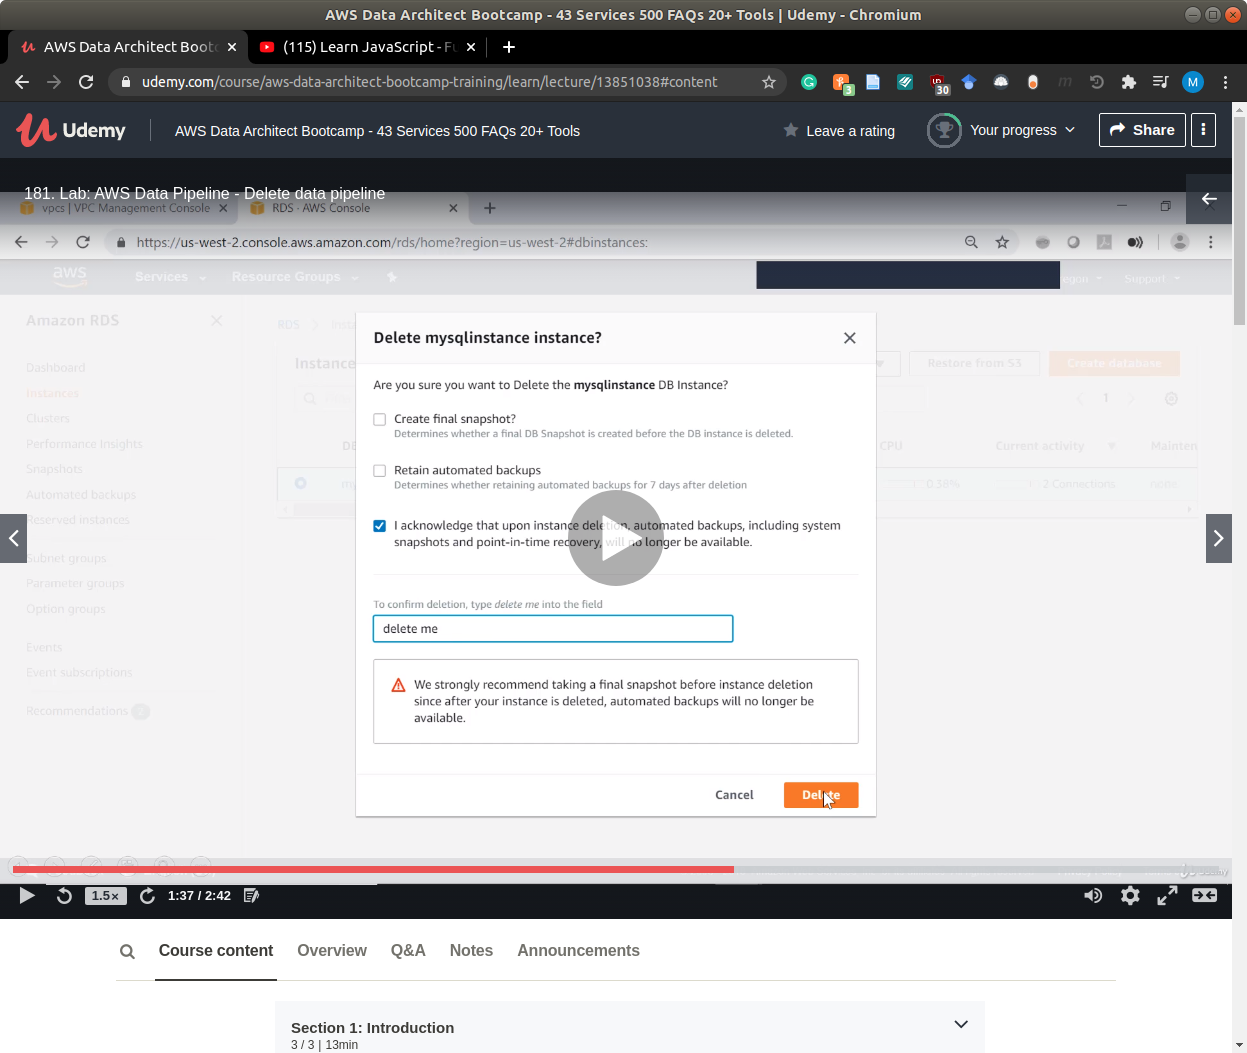 AWS Data Architect Bootcamp - 43 Services 500 FAQs 20+ Tools | Udemy - Chromium
AWS Data Architect Bootc
(115) Learn JavaScript - Fu
udemy.com/course/aws-data-architect-bootcamp-training/learn/lecture/13851038#content
3
30
M
Udemy
AWS Data Architect Bootcamp - 43 Services 500 FAQs 20+ Tools
Leave a rating
Your progress
Share
181. Lab: AWS Data Pipeline - Delete data pipeline
vpcs | VPC Management Console
RDS - AWS Console
https://us-west-2.console.aws.amazon.com/rds/home?region=us-west-2#dbinstances:
aws
Services
Resource Groups
Support
Amazon RDS
RDS
Dashboard
Instances
Clusters
Performance Insights
Snapshots
Automated backups
Reserved instances
Subnet groups
Parameter groups
Option groups
Events
Event subscriptions
Recommendations
Instance
Restore from S3
Create database
1
CPU
Current activity
Mainten
0.38%
2 Connections
none
Delete mysqlinstance instance?
Are you sure you want to Delete the mysqlinstance DB Instance?
Create final snapshot?
Determines whether a final DB Snapshot is created before the DB instance is deleted.
Retain automated backups
Determines whether retaining automated backups for 7 days after deletion
I acknowledge that upon instance deletion, automated backups, including system
snapshots and point-in-time recovery, will no longer be available.
To confirm deletion, type delete me into the field
delete me
We strongly recommend taking a final snapshot before instance deletion
since after your instance is deleted, automated backups will no longer be
available.
Cancel
Delete
Udemy
1.5×
1:37 / 2:42
Course content
Overview
Q&A
Notes
Announcements
Section 1: Introduction
3 / 3 | 13min